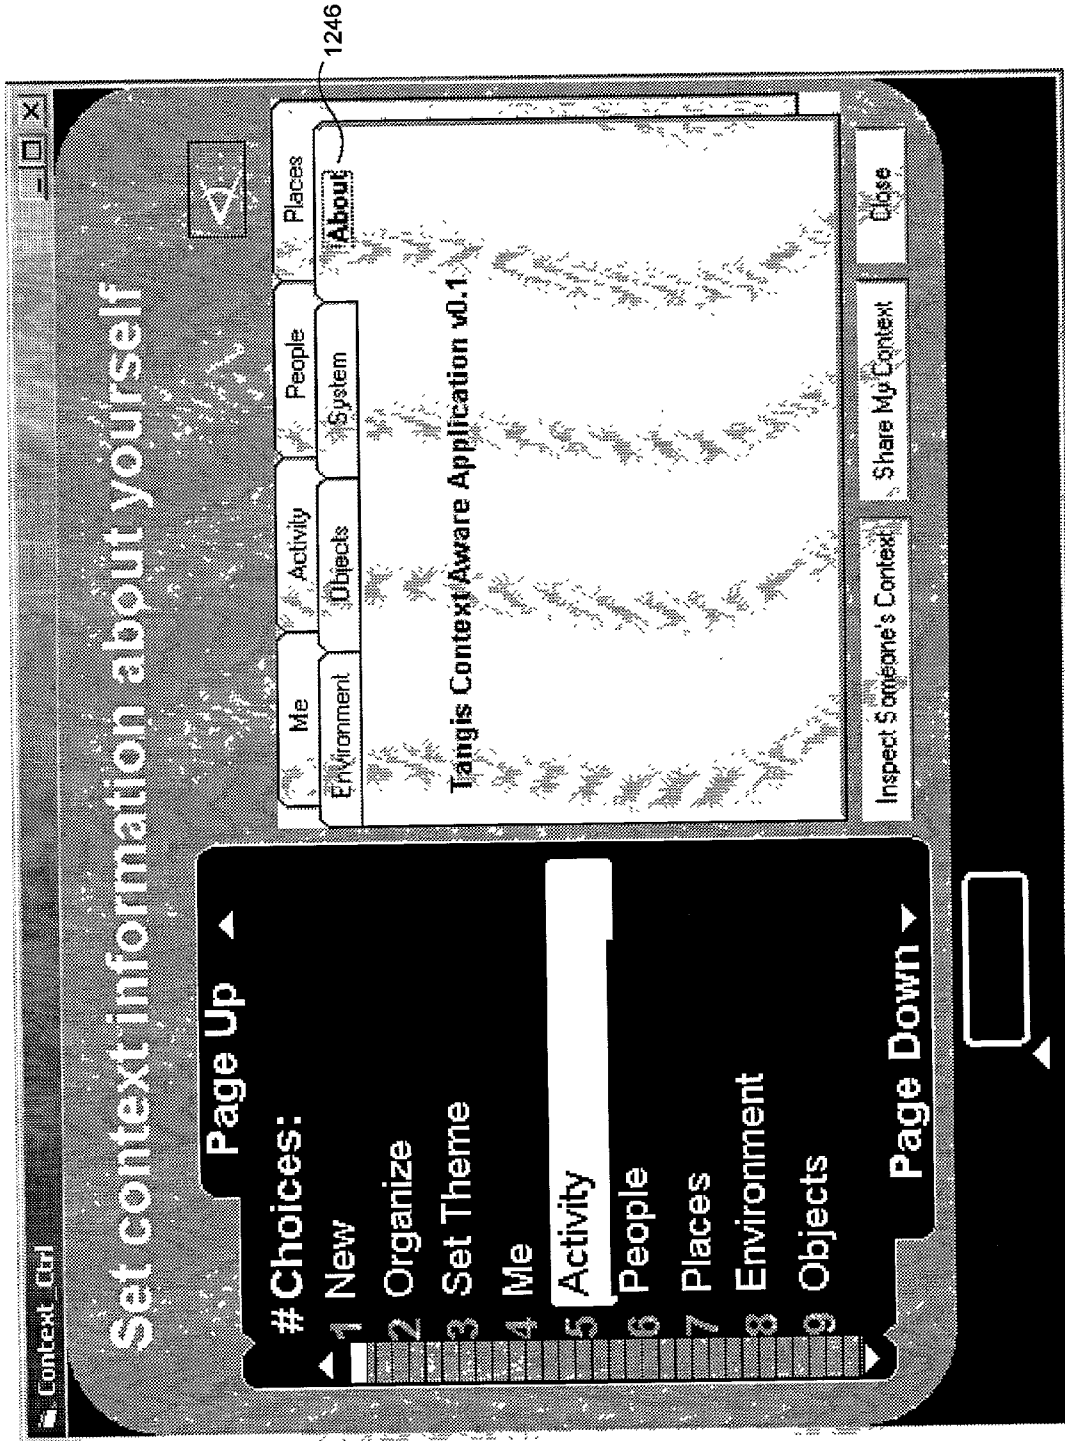 Context_Ctrl
Set context information about yourself
Page Up
# Choices:
1 New
2 Organize
3 Set Theme
4 Me
5 Activity
6 People
7 Places
8 Environment
9 Objects
Page Down
Me Activity People Places
Environment Objects System About
1246
Tangis Context Aware Application v0.1
Inspect Someone's Context Share My Context Close